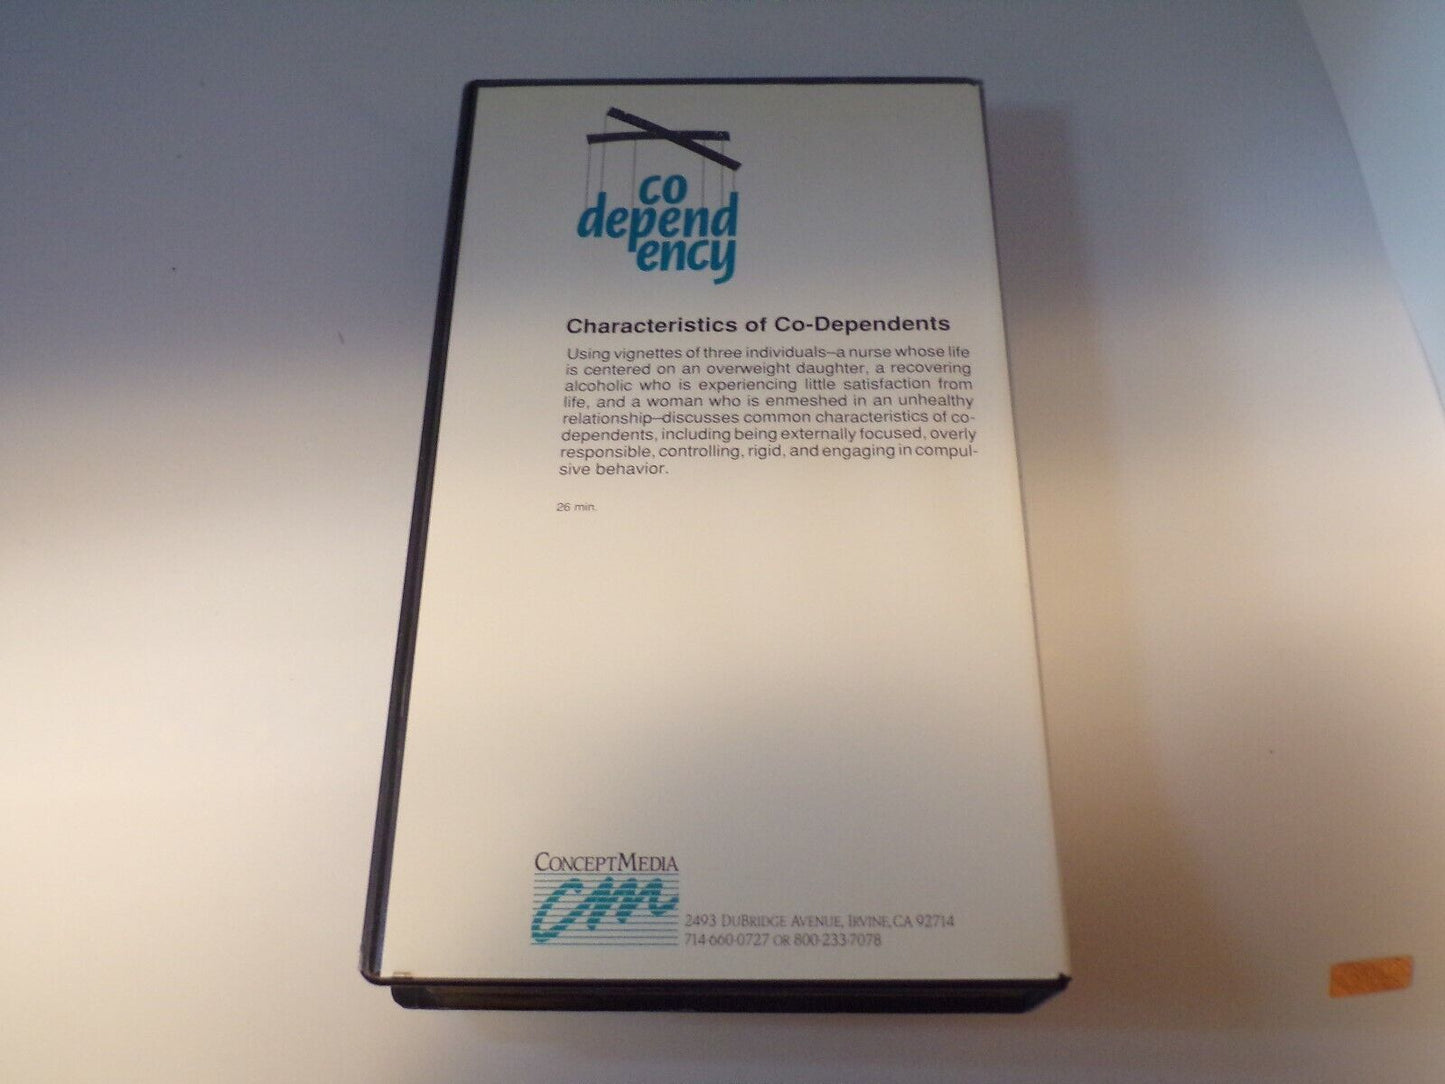 co
depend
ency
Characteristics of Co-Dependents
Using vignettes of three individuals—a nurse whose life
is centered on an overweight daughter, a recovering
alcoholic who is experiencing little satisfaction from
life, and a woman who is enmeshed in an unhealthy
relationship—discusses common characteristics of co-
dependents, including being externally focused, overly
responsible, controlling, rigid, and engaging in compul-
sive behavior.
26 min.
CONCEPTMEDIA
cm
2493 DUBRIDGE AVENUE, IRVINE, CA 92714
714-660-0727 OR 800-233-7078